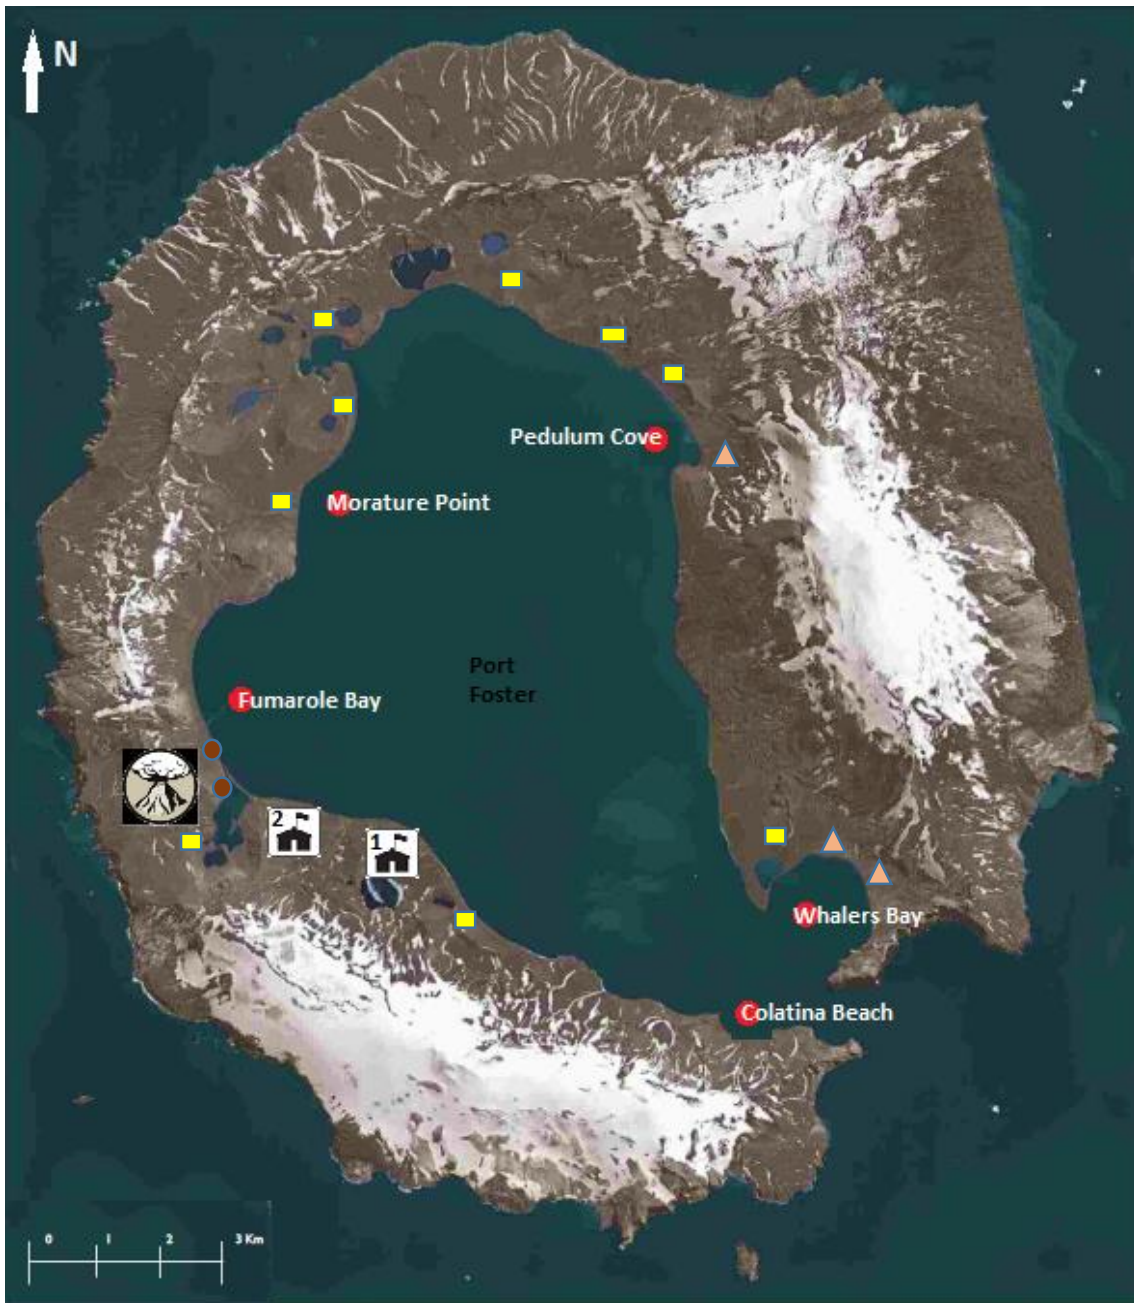 N
Pedulum Cove
Morature Point
Port
Foster
Fumarole Bay
2
1
Whalers Bay
Colatina Beach
0 1 2 3 Km